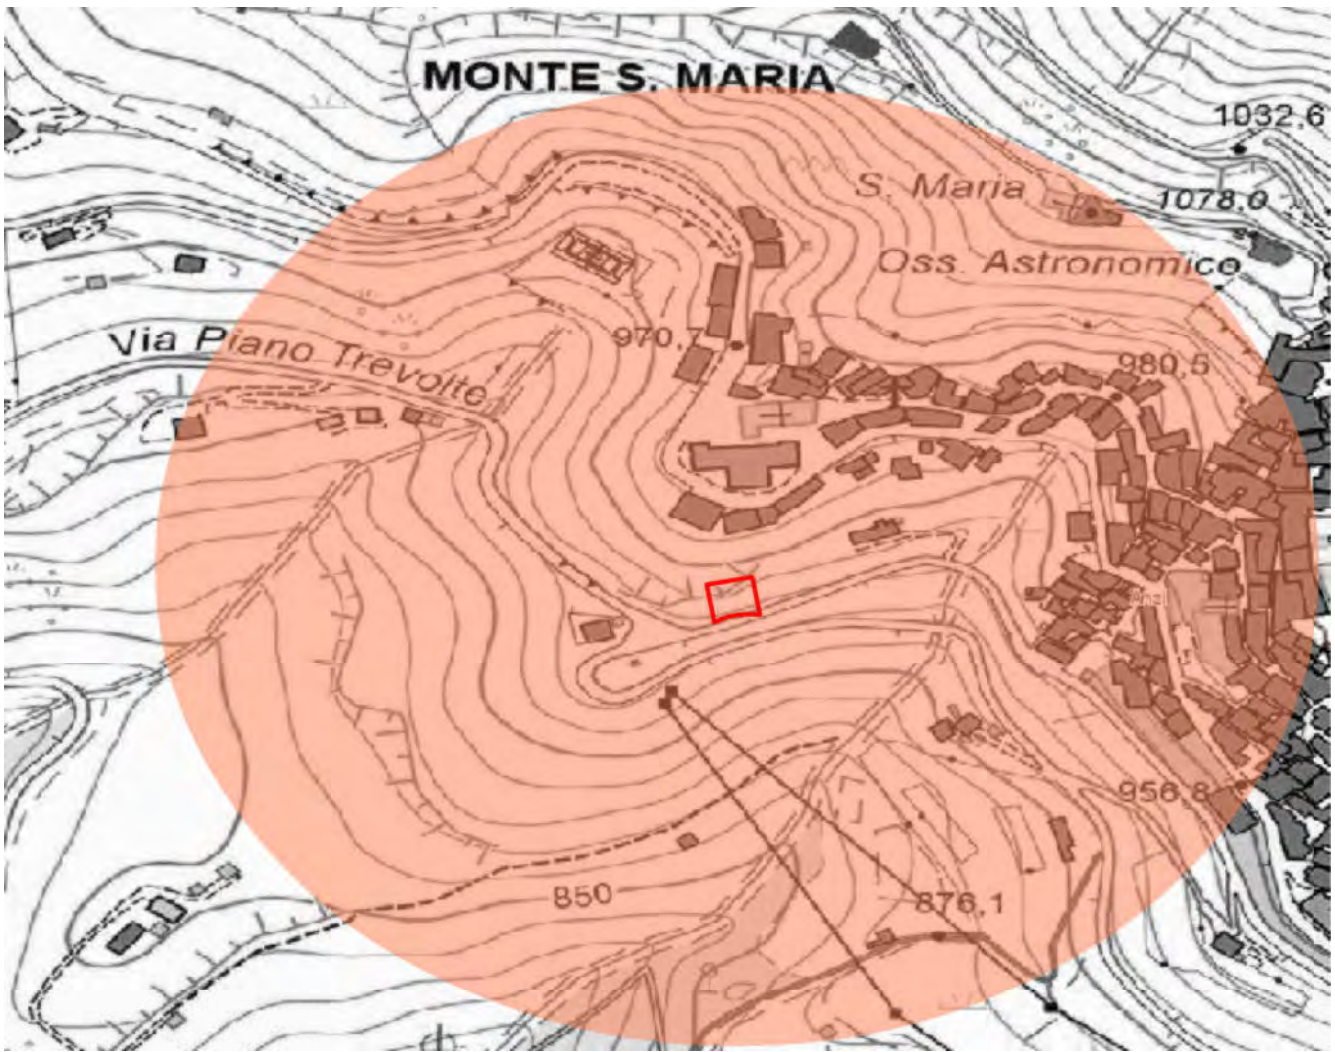 MONTE S. MARIA
1032,6
S. Maria
1078,0
Oss. Astronomico
Via Piano Trevolte
970,7
980,5
956,8
850
876,1